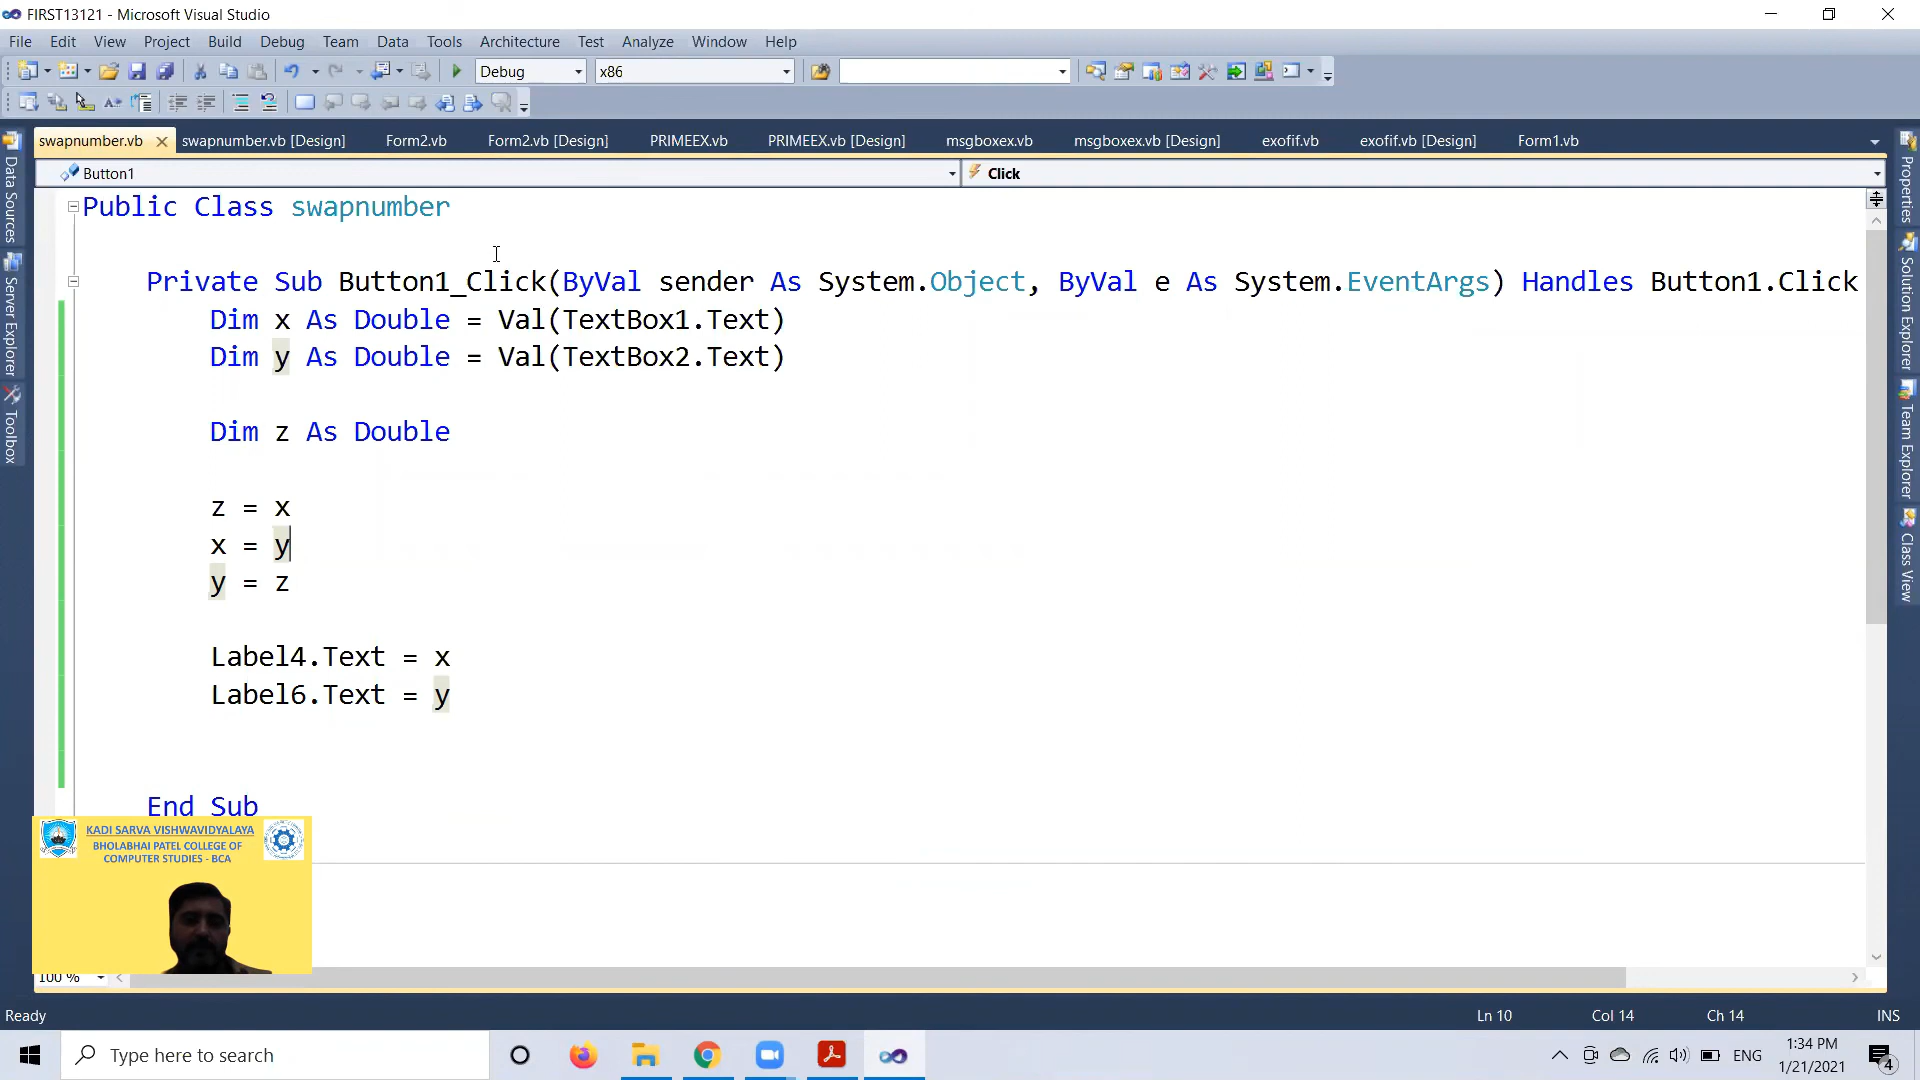 FIRST13121 - Microsoft Visual Studio
File Edit View Project Build Debug Team Data Tools Architecture Test Analyze Window Help
Debug x86
swapnumber.vb swapnumber.vb [Design] Form2.vb Form2.vb [Design] PRIMEEX.vb PRIMEEX.vb [Design] msgboxex.vb msgboxex.vb [Design] exofif.vb exofif.vb [Design] Form1.vb
Button1 Click
Data Sources
Server Explorer
Toolbox
Public Class swapnumber
Private Sub Button1_Click(ByVal sender As System.Object, ByVal e As System.EventArgs) Handles Button1.Click
Dim x As Double = Val(TextBox1.Text)
Dim y As Double = Val(TextBox2.Text)
Dim z As Double
z = x
x = y
y = z
Label4.Text = x
Label6.Text = y
End Sub
Properties
Solution Explorer
Team Explorer
Class View
KADI SARVA VISHWAVIDYALAYA
BHOLABHAI PATEL COLLEGE OF
COMPUTER STUDIES - BCA
100 %
Ready Ln 10 Col 14 Ch 14 INS
Type here to search
ENG 1:34 PM
1/21/2021
4